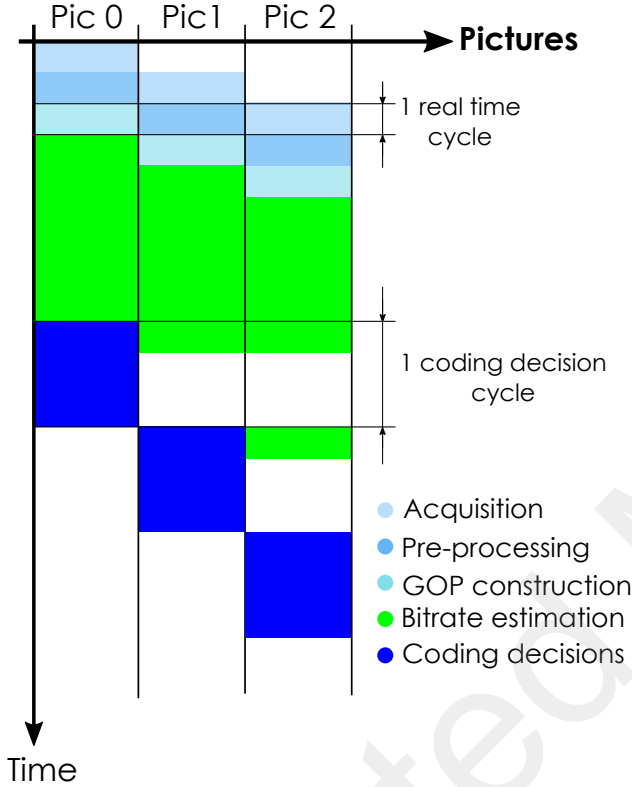 Pic 0 Pic1 Pic 2
Pictures
1 real time
cycle
1 coding decision
cycle
Acquisition
Pre-processing
GOP construction
Bitrate estimation
Coding decisions
Time